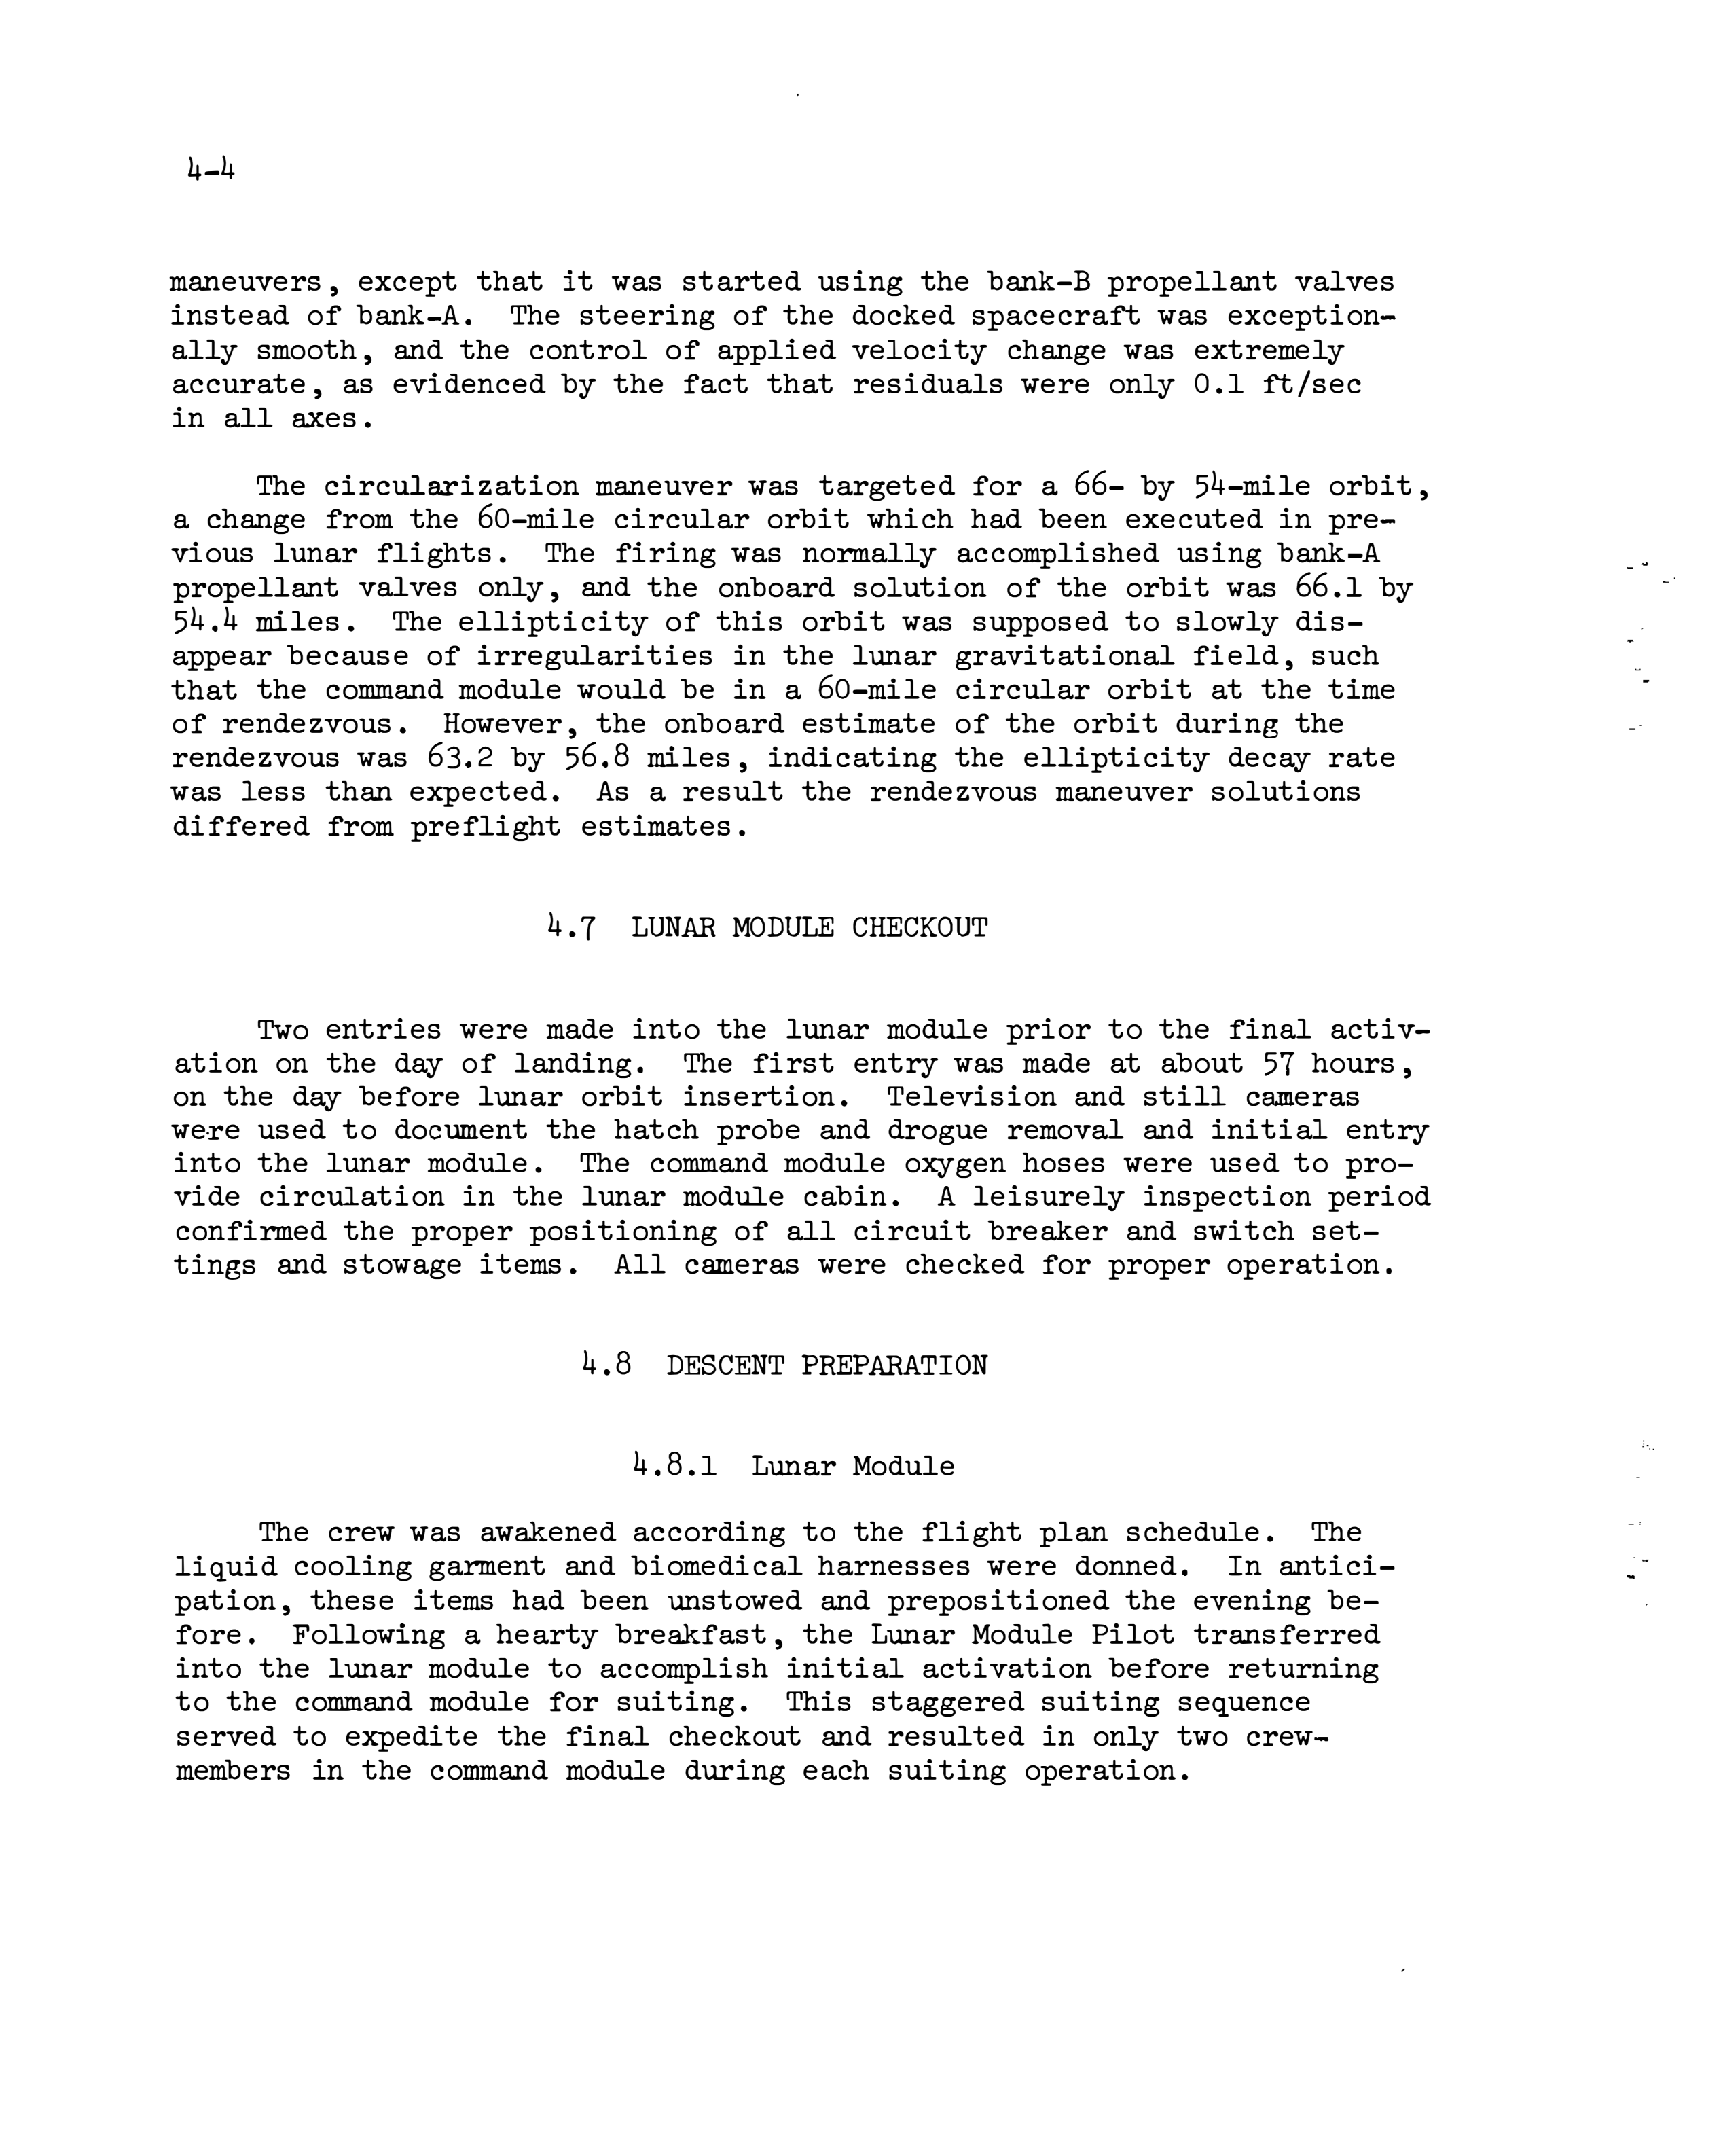 4-4
maneuvers, except that it was started using the bank-B propellant valves
instead of bank-A. The steering of the docked spacecraft was exception-
ally smooth, and the control of applied velocity change was extremely
accurate, as evidenced by the fact that residuals were only 0.1 ft/sec
in all axes.
The circularization maneuver was targeted for a 66- by 54-mile orbit,
a change from the 60-mile circular orbit which had been executed in pre-
vious lunar flights. The firing was normally accomplished using bank-A
propellant valves only, and the onboard solution of the orbit was 66.1 by
54.4 miles. The ellipticity of this orbit was supposed to slowly dis-
appear because of irregularities in the lunar gravitational field, such
that the command module would be in a 60-mile circular orbit at the time
of rendezvous. However, the onboard estimate of the orbit during the
rendezvous was 63.2 by 56.8 miles, indicating the ellipticity decay rate
was less than expected. As a result the rendezvous maneuver solutions
differed from preflight estimates.
4.7 LUNAR MODULE CHECKOUT
Two entries were made into the lunar module prior to the final activ-
ation on the day of landing. The first entry was made at about 57 hours,
on the day before lunar orbit insertion. Television and still cameras
were used to document the hatch probe and drogue removal and initial entry
into the lunar module. The command module oxygen hoses were used to pro-
vide circulation in the lunar module cabin. A leisurely inspection period
confirmed the proper positioning of all circuit breaker and switch set-
tings and stowage items. All cameras were checked for proper operation.
4.8 DESCENT PREPARATION
4.8.1 Lunar Module
The crew was awakened according to the flight plan schedule. The
liquid cooling garment and biomedical harnesses were donned. In antici-
pation, these items had been unstowed and prepositioned the evening be-
fore. Following a hearty breakfast, the Lunar Module Pilot transferred
into the lunar module to accomplish initial activation before returning
to the command module for suiting. This staggered suiting sequence
served to expedite the final checkout and resulted in only two crew-
members in the command module during each suiting operation.